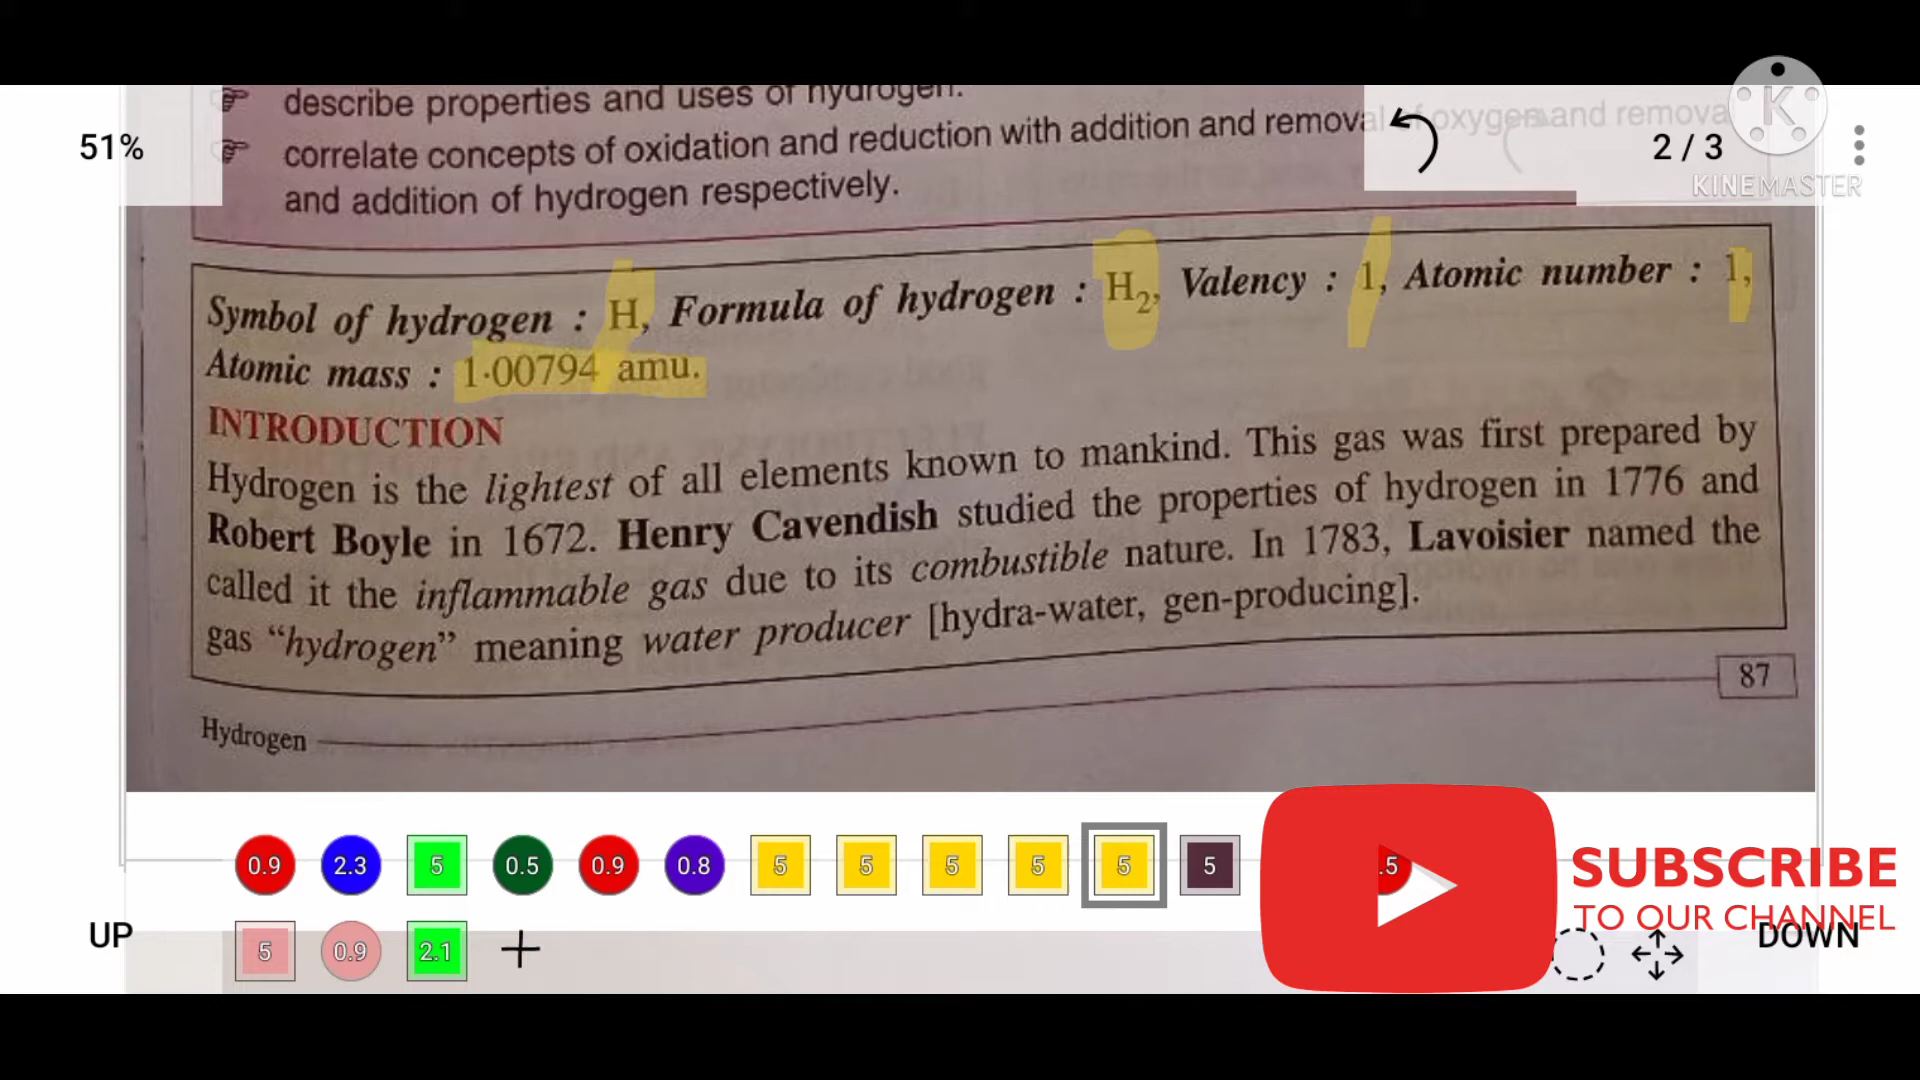 describe properties and uses of hydrogen.
51%
correlate concepts of oxidation and reduction with addition and removal of oxygen and remova
2 / 3
KINEMASTER
and addition of hydrogen respectively.
Symbol of hydrogen : H, Formula of hydrogen : H₂, Valency : 1, Atomic number : 1,
Atomic mass : 1·00794 amu.
INTRODUCTION
Hydrogen is the lightest of all elements known to mankind. This gas was first prepared by
Robert Boyle in 1672. Henry Cavendish studied the properties of hydrogen in 1776 and
called it the inflammable gas due to its combustible nature. In 1783, Lavoisier named the
gas “hydrogen” meaning water producer [hydra-water, gen-producing].
87
Hydrogen
0.9 2.3 5 0.5 0.9 0.8 5 5 5 5 5 5 .5
SUBSCRIBE
TO OUR CHANNEL
UP 5 0.9 2.1 + DOWN